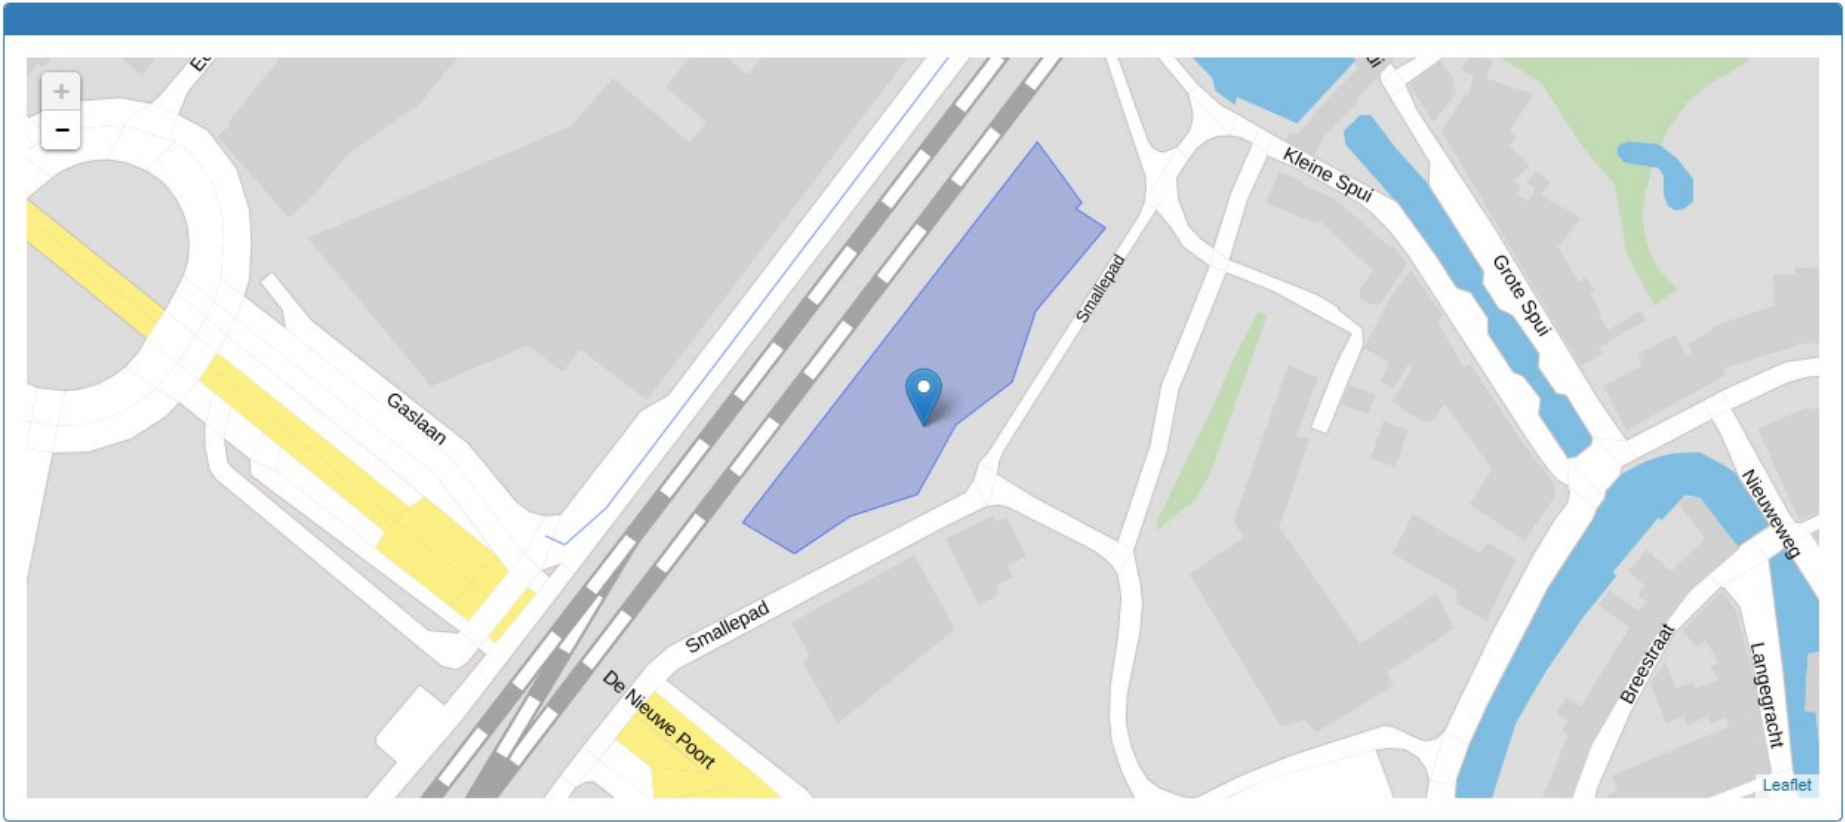 +
-
Kleine Spui
Smallepad
Grote Spui
Gaslaan
Nieuweweg
Smallepad
De Nieuwe Poort
Breestraat
Langegracht
Leaflet